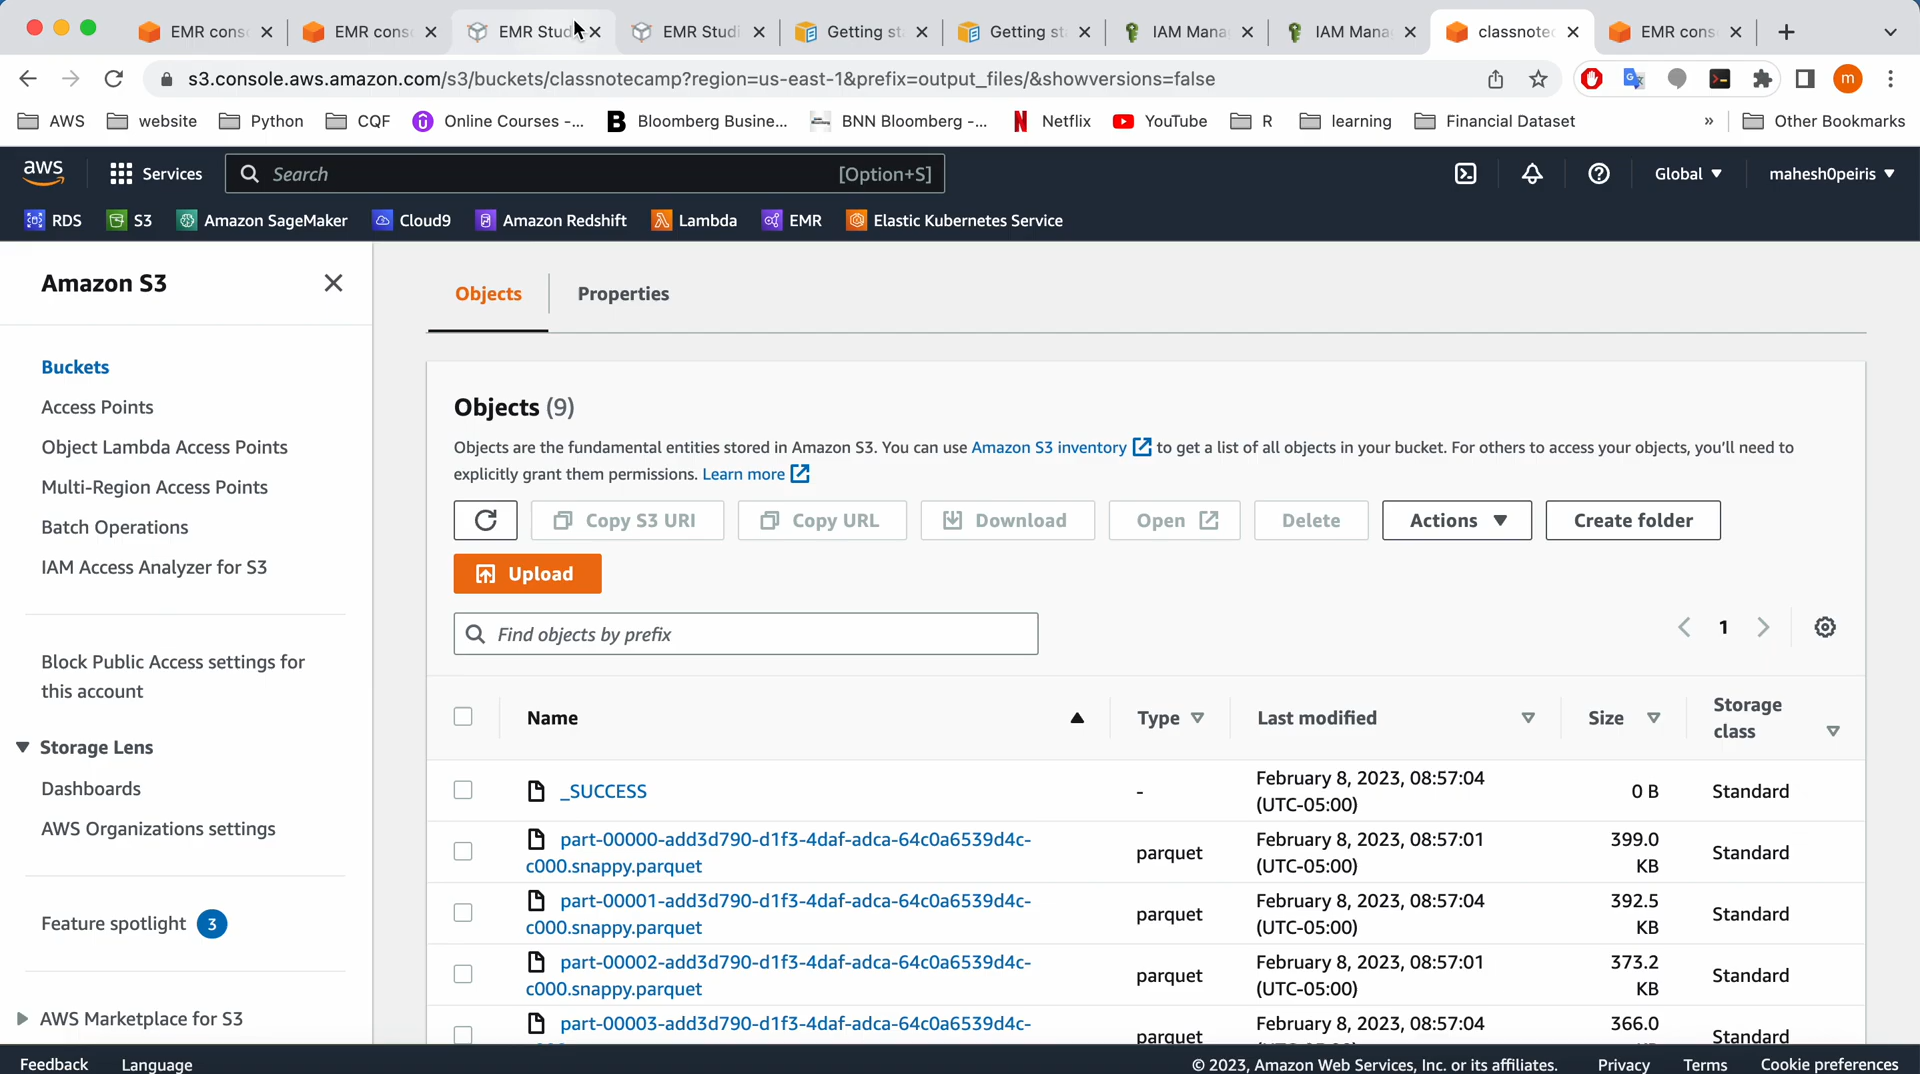 EMR cons
EMR cons
EMR Stud
EMR Studi
Getting st
Getting st
IAM Mana
IAM Mana
classnotec
EMR cons
s3.console.aws.amazon.com/s3/buckets/classnotecamp?region=us-east-1&prefix=output_files/&showversions=false
m
AWS
website
Python
CQF
Online Courses -...
Bloomberg Busine...
BNN Bloomberg -...
Netflix
YouTube
R
learning
Financial Dataset
»
Other Bookmarks
aws
Services
Search
[Option+S]
Global
mahesh0peiris
RDS
S3
Amazon SageMaker
Cloud9
Amazon Redshift
Lambda
EMR
Elastic Kubernetes Service
Amazon S3
Buckets
Access Points
Object Lambda Access Points
Multi-Region Access Points
Batch Operations
IAM Access Analyzer for S3
Block Public Access settings for
this account
Storage Lens
Dashboards
AWS Organizations settings
Feature spotlight 3
AWS Marketplace for S3
Objects
Properties
Objects (9)
Objects are the fundamental entities stored in Amazon S3. You can use Amazon S3 inventory to get a list of all objects in your bucket. For others to access your objects, you'll need to
explicitly grant them permissions. Learn more
Copy S3 URI
Copy URL
Download
Open
Delete
Actions
Create folder
Upload
Find objects by prefix
1
Name
Type
Last modified
Size
Storage
class
_SUCCESS
-
February 8, 2023, 08:57:04
(UTC-05:00)
0 B
Standard
part-00000-add3d790-d1f3-4daf-adca-64c0a6539d4c-
c000.snappy.parquet
parquet
February 8, 2023, 08:57:01
(UTC-05:00)
399.0
KB
Standard
part-00001-add3d790-d1f3-4daf-adca-64c0a6539d4c-
c000.snappy.parquet
parquet
February 8, 2023, 08:57:04
(UTC-05:00)
392.5
KB
Standard
part-00002-add3d790-d1f3-4daf-adca-64c0a6539d4c-
c000.snappy.parquet
parquet
February 8, 2023, 08:57:01
(UTC-05:00)
373.2
KB
Standard
part-00003-add3d790-d1f3-4daf-adca-64c0a6539d4c-
parquet
February 8, 2023, 08:57:04
366.0
Standard
Feedback
Language
© 2023, Amazon Web Services, Inc. or its affiliates.
Privacy
Terms
Cookie preferences